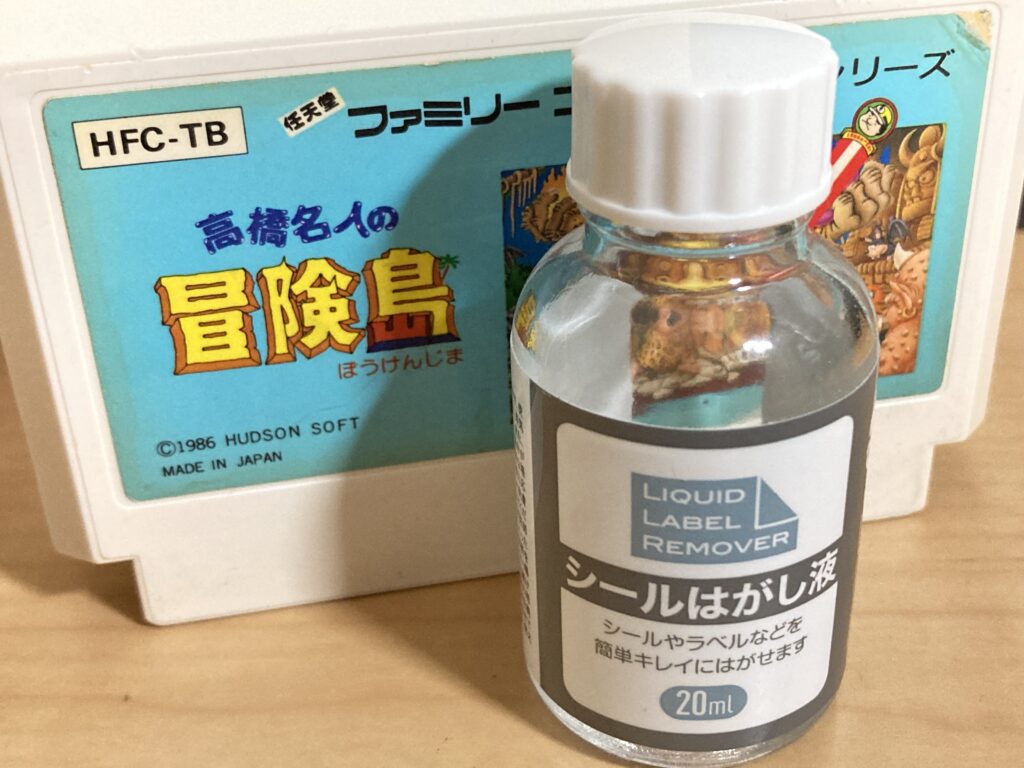 HFC-TB
任天堂
ファミリー
シリーズ
高橋名人の
冒険島
ぼうけんじま
©1986 HUDSON SOFT
MADE IN JAPAN
LIQUID
LABEL
REMOVER
シールはがし液
シールやラベルなどを
簡単キレイにはがせます
20ml